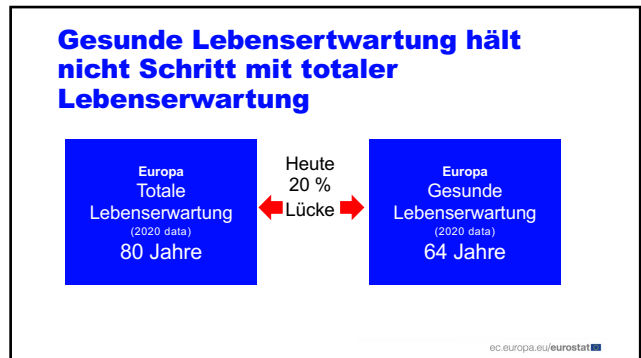 Gesunde Lebensertwartung hält
nicht Schritt mit totaler
Lebenserwartung
Europa
Totale
Lebenserwartung
(2020 data)
80 Jahre
Heute
20 %
Lücke
Europa
Gesunde
Lebenserwartung
(2020 data)
64 Jahre
ec.europa.eu/eurostat